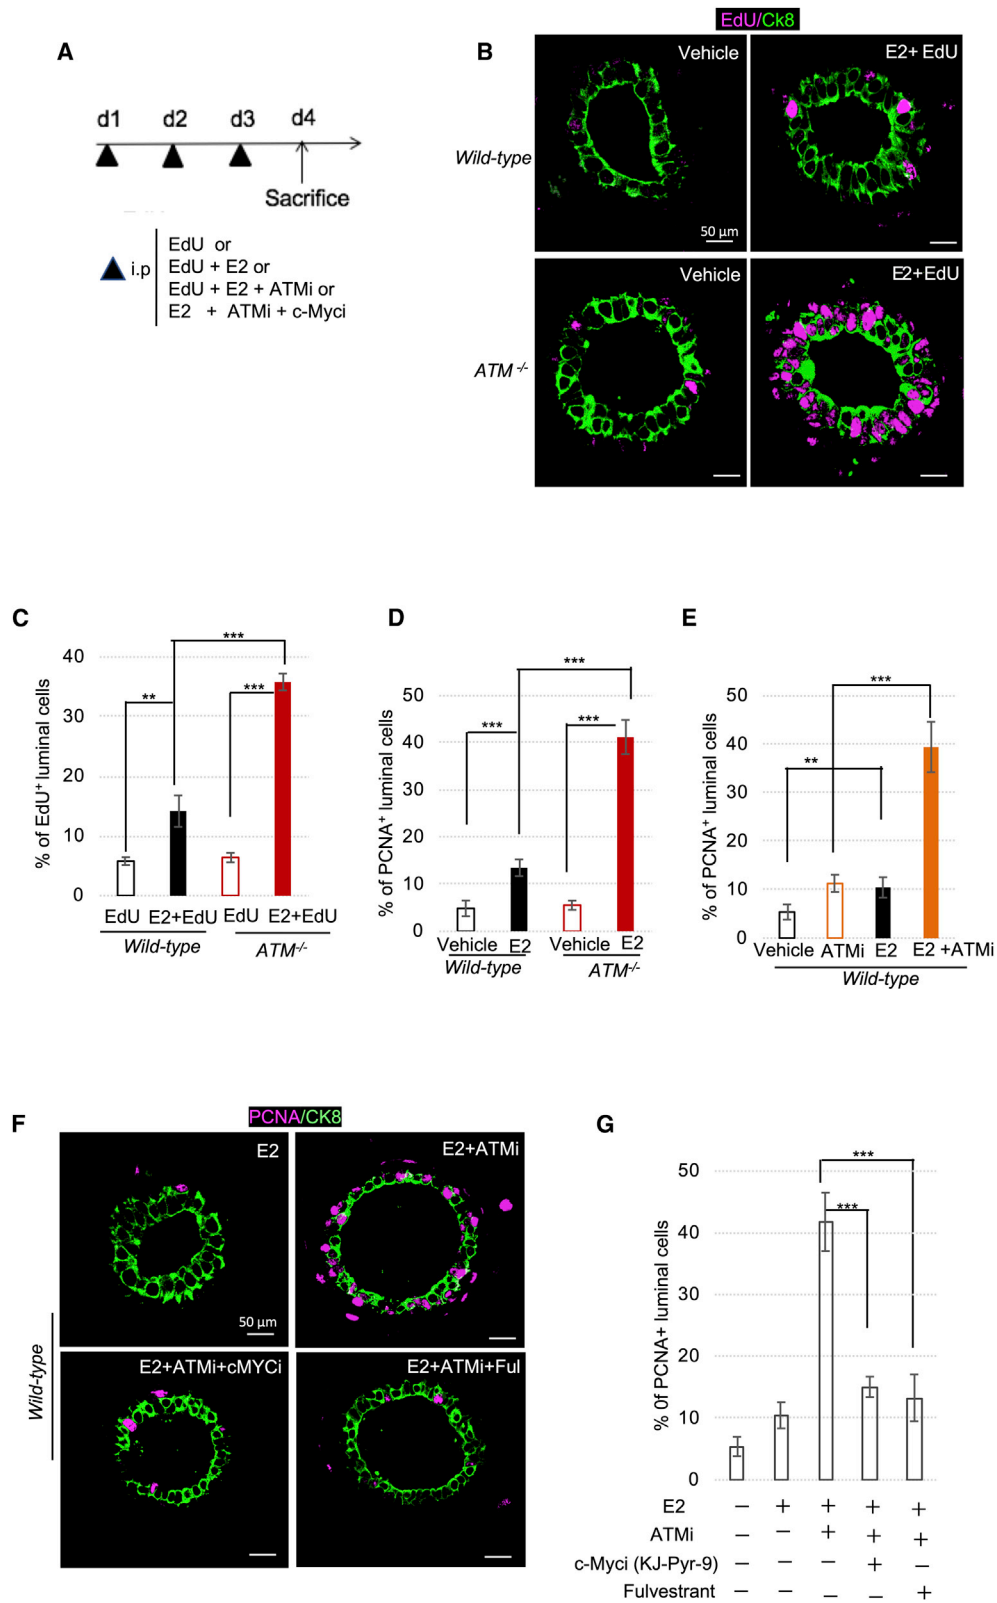 A
d1 d2 d3 d4
Sacrifice
i.p
EdU or
EdU + E2 or
EdU + E2 + ATMi or
E2 + ATMi + c-Myci
B
EdU/Ck8
Vehicle
E2+ EdU
Wild-type
50 μm
Vehicle
E2+EdU
ATM -/-
C
% of EdU+ luminal cells
40
30
20
10
0
**
***
***
EdU E2+EdU EdU E2+EdU
Wild-type ATM-/-
D
% of PCNA+ luminal cells
50
40
30
20
10
0
***
***
***
Vehicle E2 Vehicle E2
Wild-type ATM-/-
E
% of PCNA+ luminal cells
50
40
30
20
10
0
**
***
Vehicle ATMi E2 E2 +ATMi
Wild-type
F
PCNA/CK8
E2
E2+ATMi
50 μm
Wild-type
E2+ATMi+cMYCi
E2+ATMi+Ful
G
% of PCNA+ luminal cells
50
40
30
20
10
0
***
***
E2 – + + + +
ATMi – – + + +
c-Myci (KJ-Pyr-9) – – – + –
Fulvestrant – – – – +